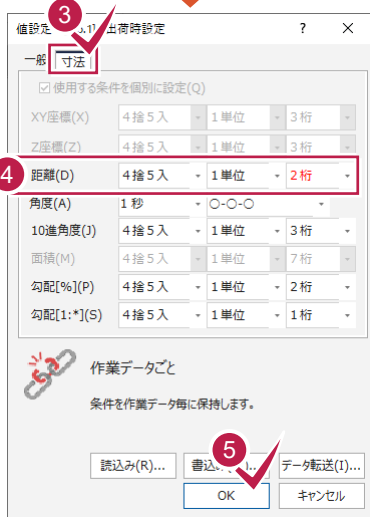 3
値設定 .1] 出荷時設定 ? ×
一般 寸法
使用する条件を個別に設定(Q)
XY座標(X) 4捨5入 1単位 3桁
Z座標(Z) 4捨5入 1単位 3桁
4
距離(D) 4捨5入 1単位 2桁
角度(A) 1秒 ○-○-○
10進角度(J) 4捨5入 1単位 3桁
面積(M) 4捨5入 1単位 7桁
勾配[%](P) 4捨5入 1単位 2桁
勾配[1:*](S) 4捨5入 1単位 1桁
作業データごと
条件を作業データ毎に保持します。
5
読込み(R)... 書込 ... データ転送(I)...
OK キャンセル